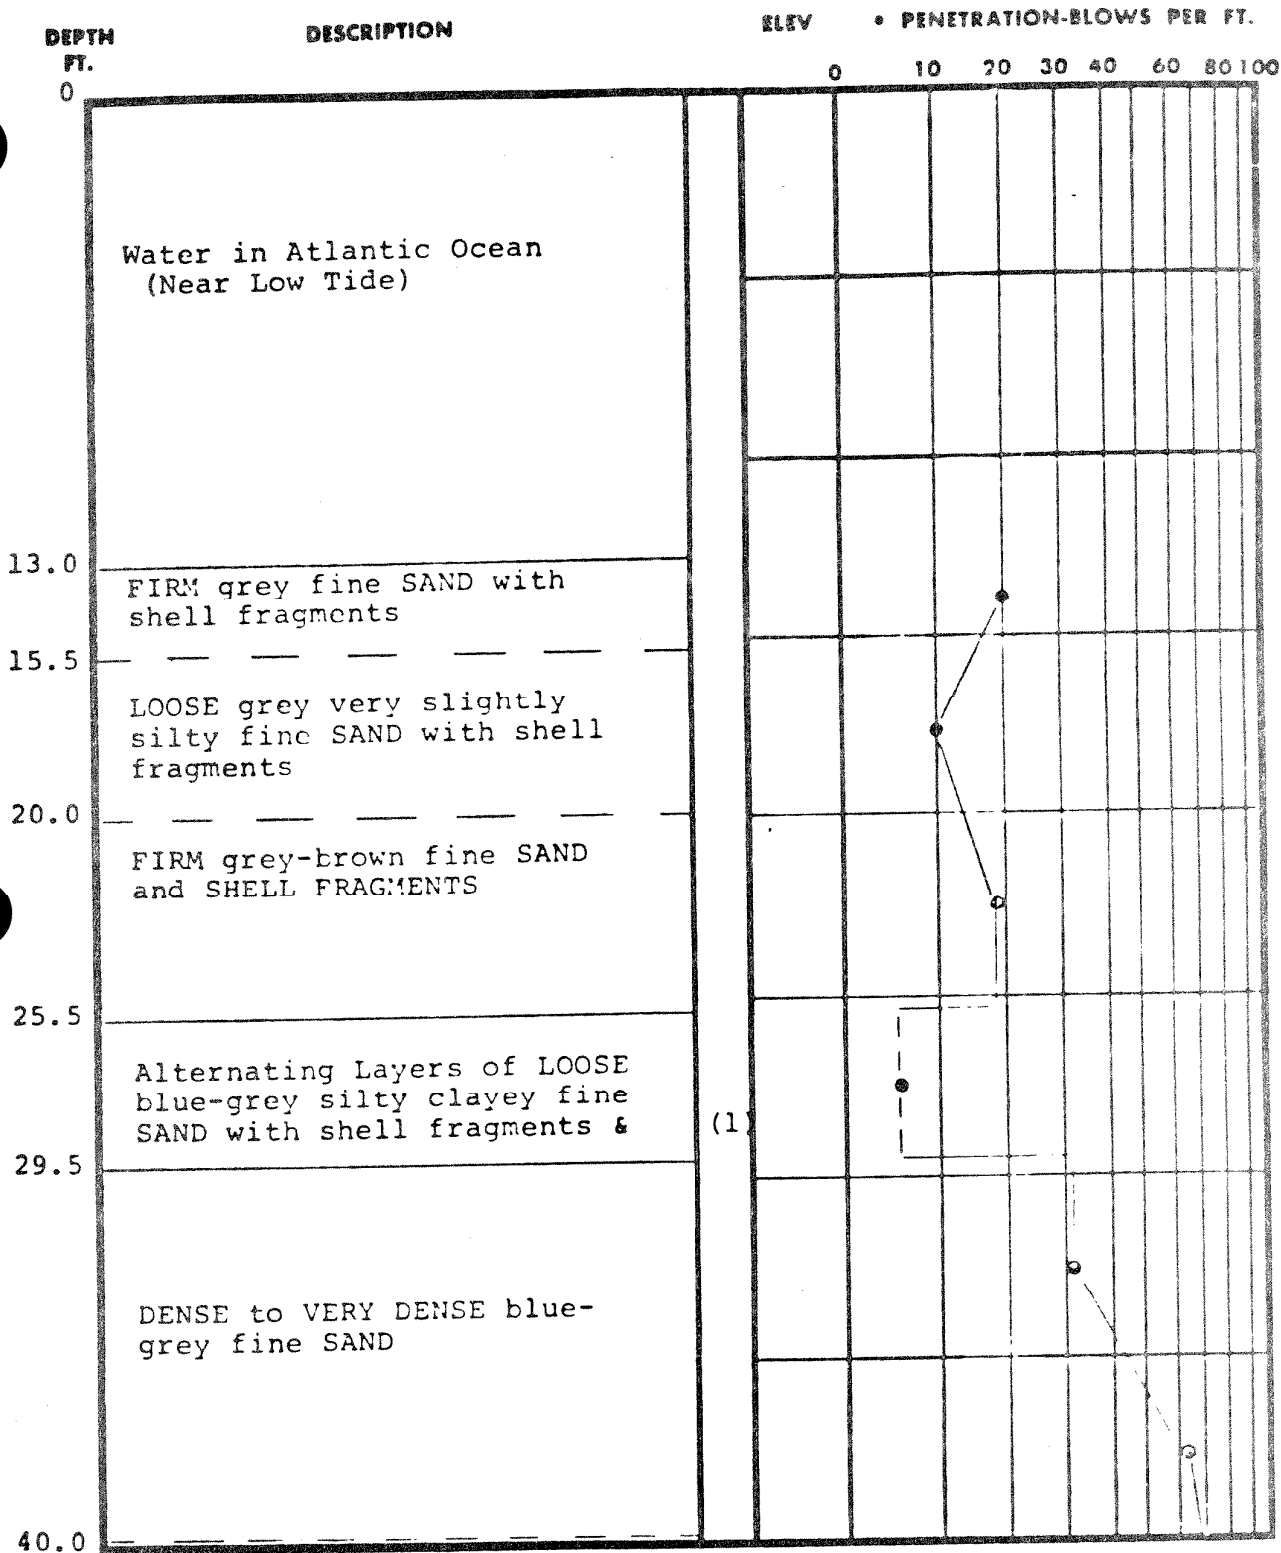 DEPTH FT.
DESCRIPTION
ELEV
• PENETRATION-BLOWS PER FT.
0 10 20 30 40 60 80 100
0
Water in Atlantic Ocean
(Near Low Tide)
13.0
FIRM grey fine SAND with
shell fragments
15.5
LOOSE grey very slightly
silty fine SAND with shell
fragments
20.0
FIRM grey-brown fine SAND
and SHELL FRAGMENTS
25.5
Alternating Layers of LOOSE
blue-grey silty clayey fine
SAND with shell fragments &
(1)
29.5
DENSE to VERY DENSE blue-
grey fine SAND
40.0